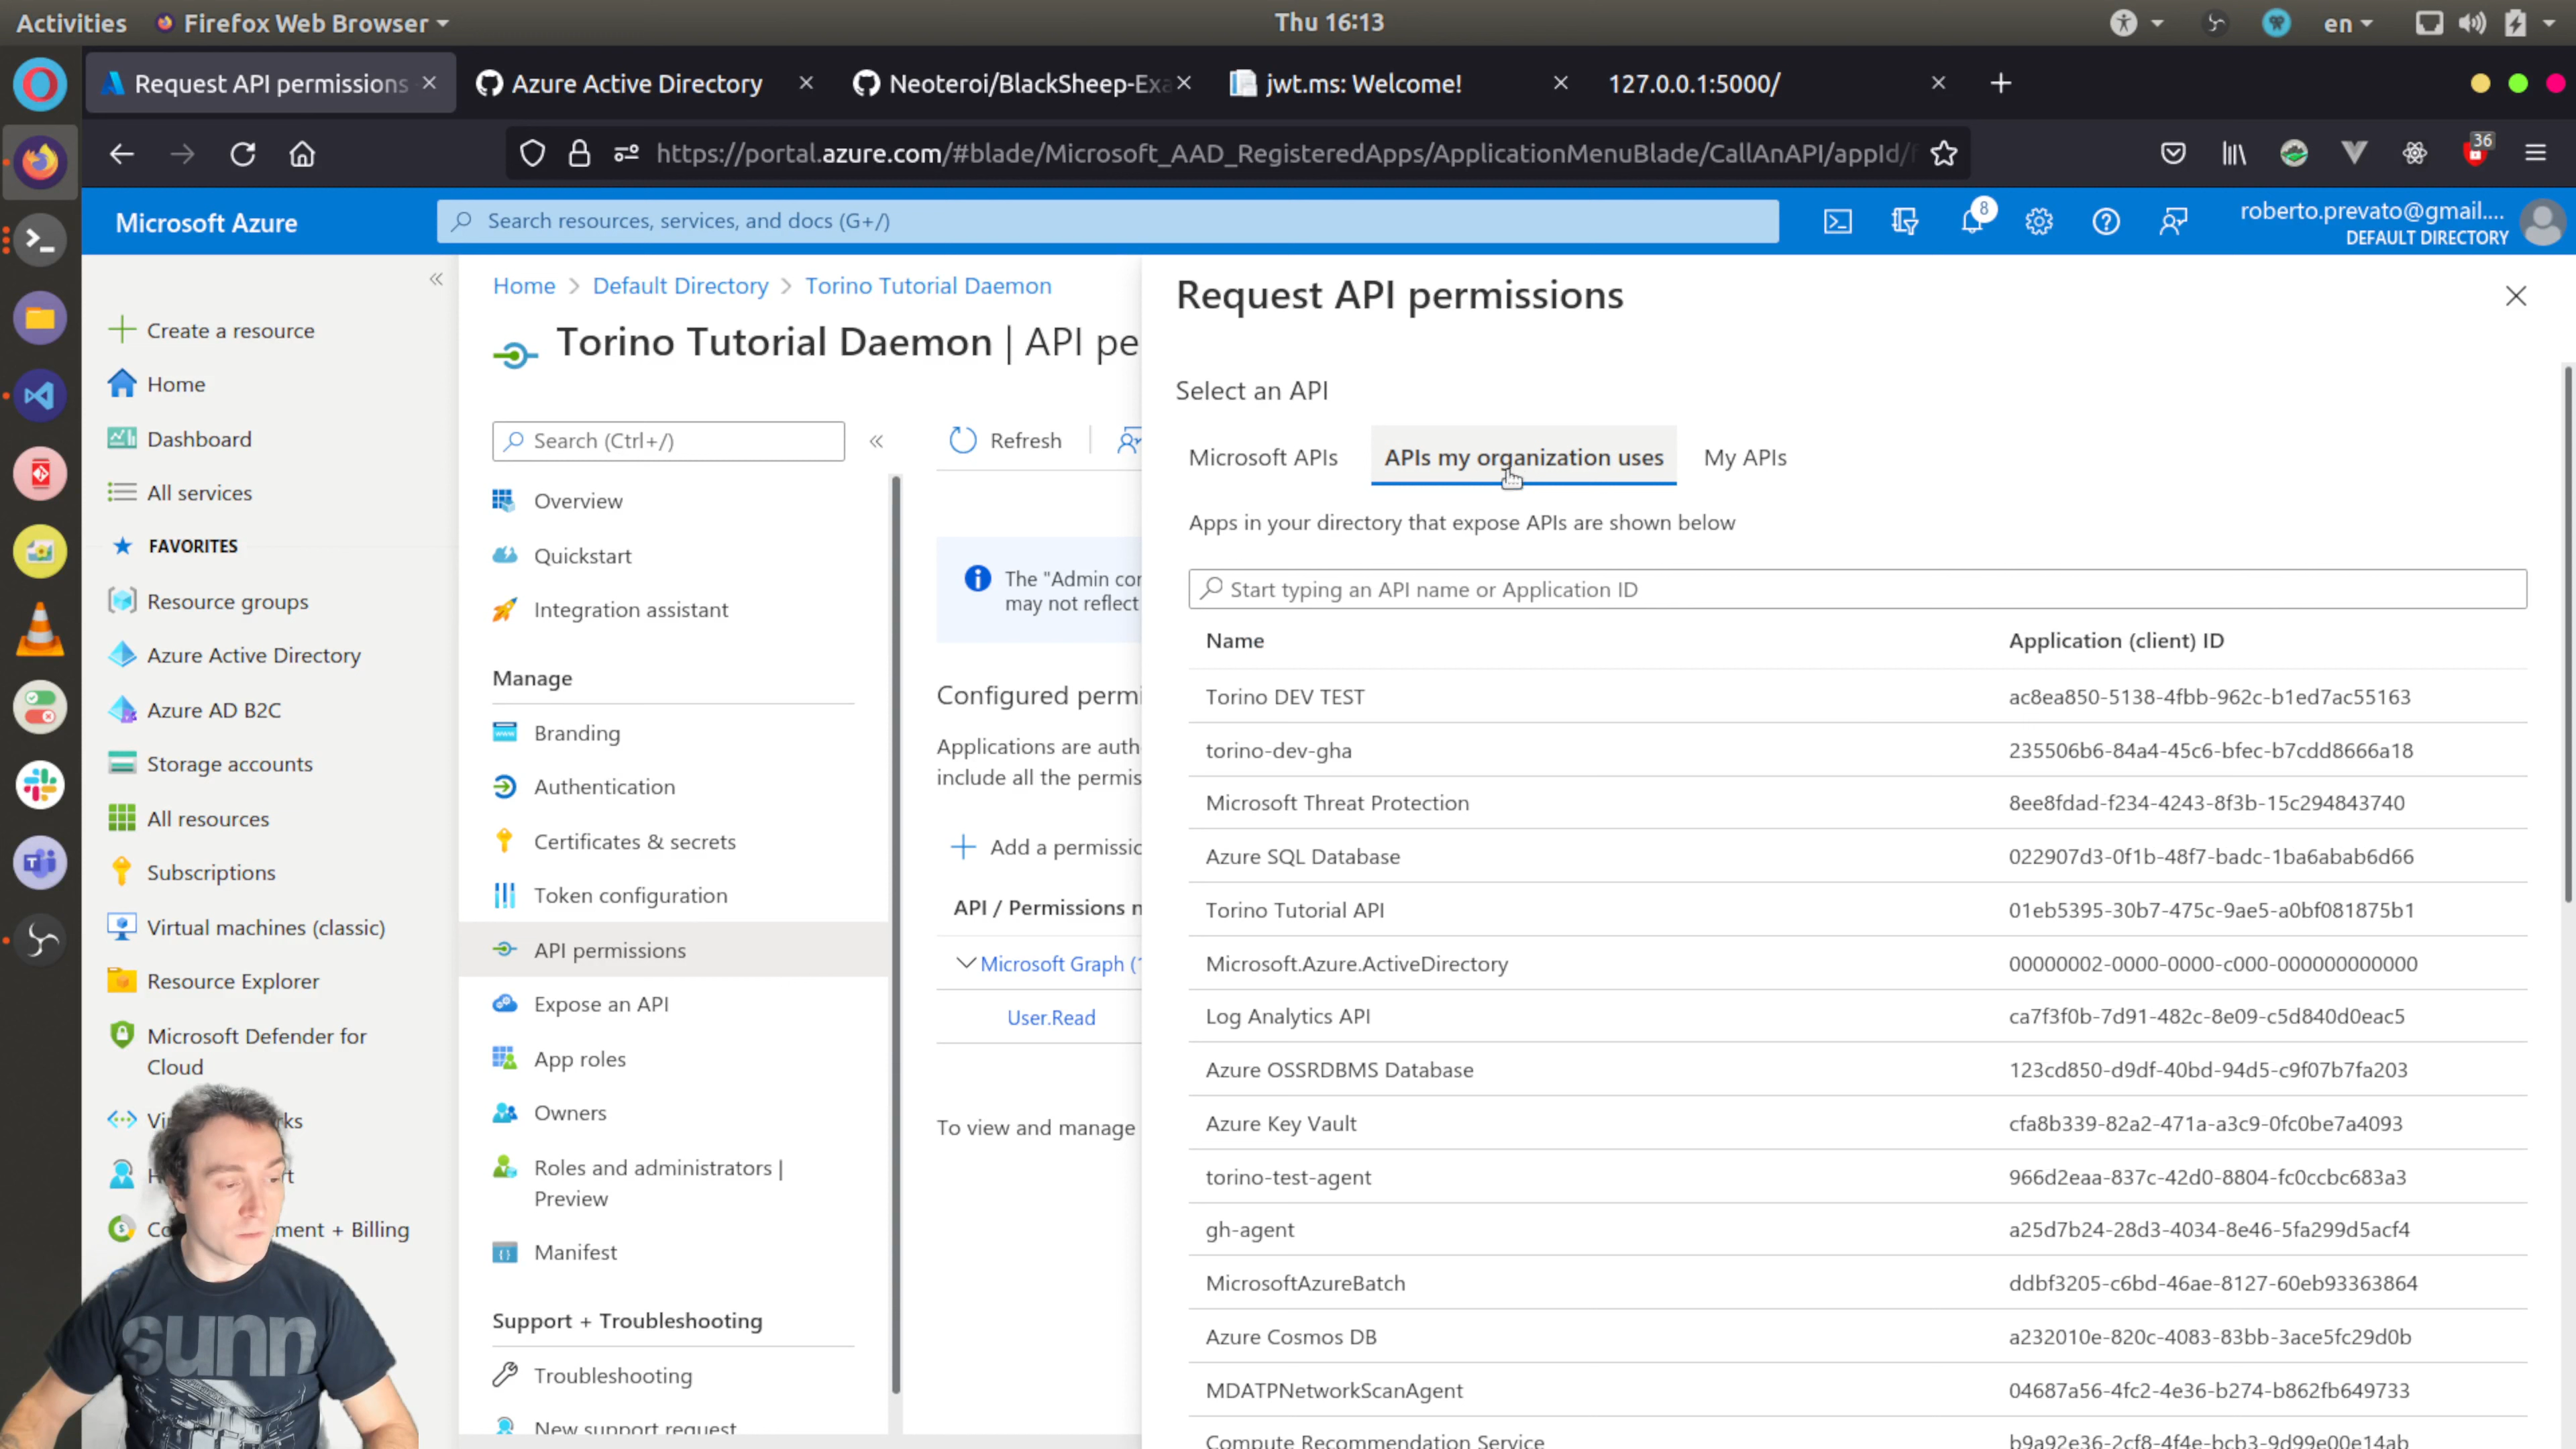 Activities
Firefox Web Browser
Thu 16:13
en
Request API permissions
Azure Active Directory
Neoteroi/BlackSheep-Exa
jwt.ms: Welcome!
127.0.0.1:5000/
https://portal.azure.com/#blade/Microsoft_AAD_RegisteredApps/ApplicationMenuBlade/CallAnAPI/appId/f
36
Microsoft Azure
Search resources, services, and docs (G+/)
8
roberto.prevato@gmail....
DEFAULT DIRECTORY
Create a resource
Home
Dashboard
All services
FAVORITES
Resource groups
Azure Active Directory
Azure AD B2C
Storage accounts
All resources
Subscriptions
Virtual machines (classic)
Resource Explorer
Microsoft Defender for
Cloud
ment + Billing
sunn
Home > Default Directory > Torino Tutorial Daemon
Torino Tutorial Daemon | API pe
Search (Ctrl+/)
Overview
Quickstart
Integration assistant
Manage
Branding
Authentication
Certificates & secrets
Token configuration
API permissions
Expose an API
App roles
Owners
Roles and administrators |
Preview
Manifest
Support + Troubleshooting
Troubleshooting
New support request
Refresh
The "Admin cor
may not reflect
Configured permi
Applications are auth
include all the permis
Add a permissic
API / Permissions n
Microsoft Graph (1
User.Read
To view and manage
Request API permissions
Select an API
Microsoft APIs
APIs my organization uses
My APIs
Apps in your directory that expose APIs are shown below
Start typing an API name or Application ID
Name Application (client) ID
Torino DEV TEST ac8ea850-5138-4fbb-962c-b1ed7ac55163
torino-dev-gha 235506b6-84a4-45c6-bfec-b7cdd8666a18
Microsoft Threat Protection 8ee8fdad-f234-4243-8f3b-15c294843740
Azure SQL Database 022907d3-0f1b-48f7-badc-1ba6abab6d66
Torino Tutorial API 01eb5395-30b7-475c-9ae5-a0bf081875b1
Microsoft.Azure.ActiveDirectory 00000002-0000-0000-c000-000000000000
Log Analytics API ca7f3f0b-7d91-482c-8e09-c5d840d0eac5
Azure OSSRDBMS Database 123cd850-d9df-40bd-94d5-c9f07b7fa203
Azure Key Vault cfa8b339-82a2-471a-a3c9-0fc0be7a4093
torino-test-agent 966d2eaa-837c-42d0-8804-fc0ccbc683a3
gh-agent a25d7b24-28d3-4034-8e46-5fa299d5acf4
MicrosoftAzureBatch ddbf3205-c6bd-46ae-8127-60eb93363864
Azure Cosmos DB a232010e-820c-4083-83bb-3ace5fc29d0b
MDATPNetworkScanAgent 04687a56-4fc2-4e36-b274-b862fb649733
Compute Recommendation Service b9a92e36-2cf8-4f4e-bcb3-9d99e00e14ab